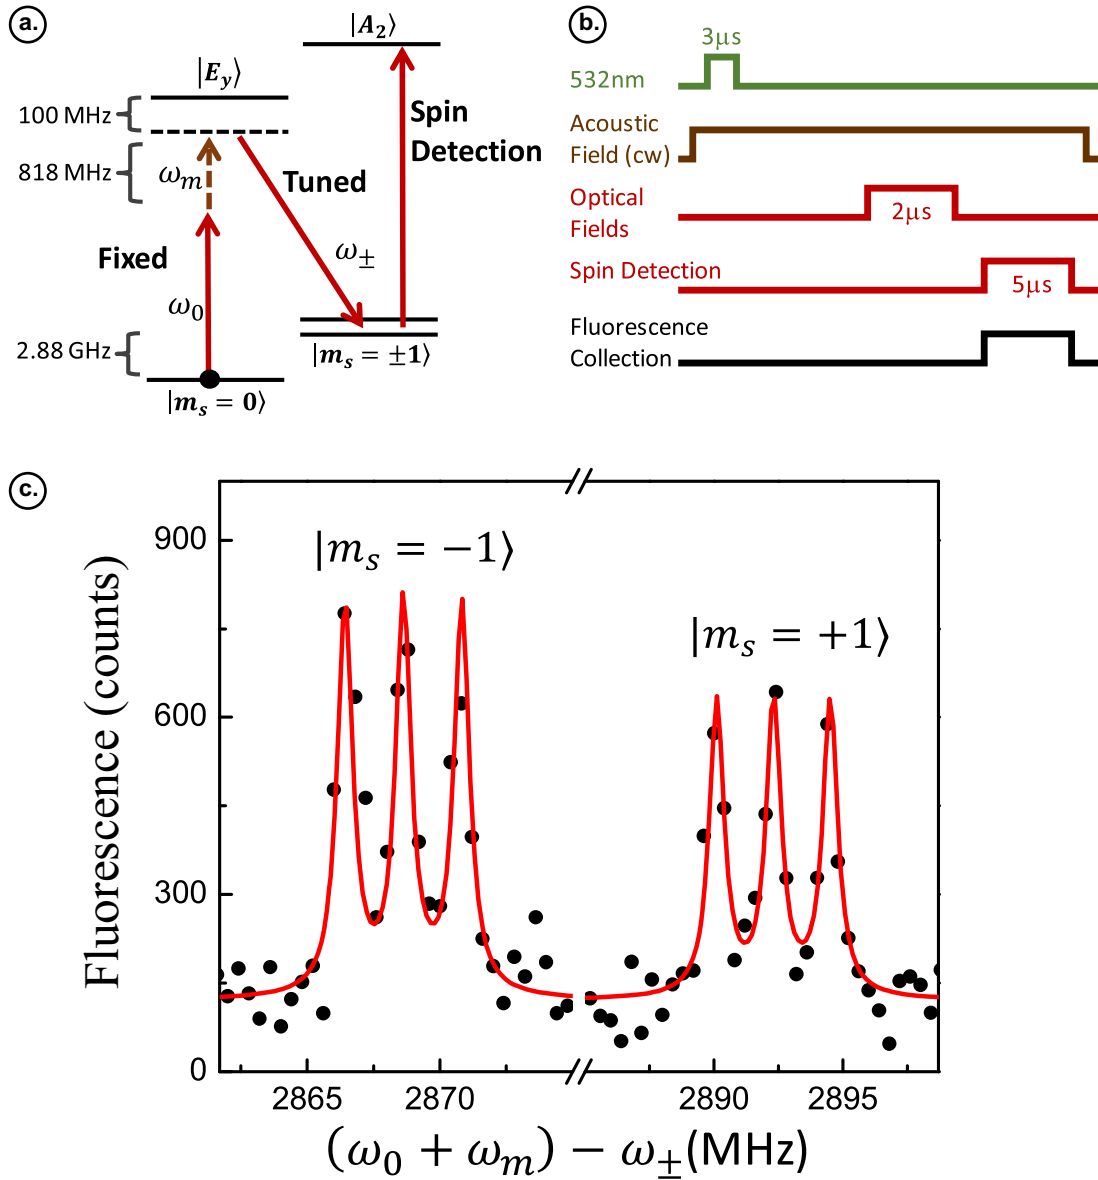 a.
|A₂⟩
|E_y⟩
100 MHz
818 MHz
ω_m
Spin
Detection
Tuned
Fixed
ω_±
ω₀
2.88 GHz
|m_s = ±1⟩
|m_s = 0⟩
b.
3μs
532nm
Acoustic
Field (cw)
Optical
Fields
2μs
Spin Detection
5μs
Fluorescence
Collection
c.
|m_s = −1⟩
|m_s = +1⟩
Fluorescence (counts)
900
600
300
0
2865 2870 2890 2895
(ω₀ + ω_m) − ω_±(MHz)